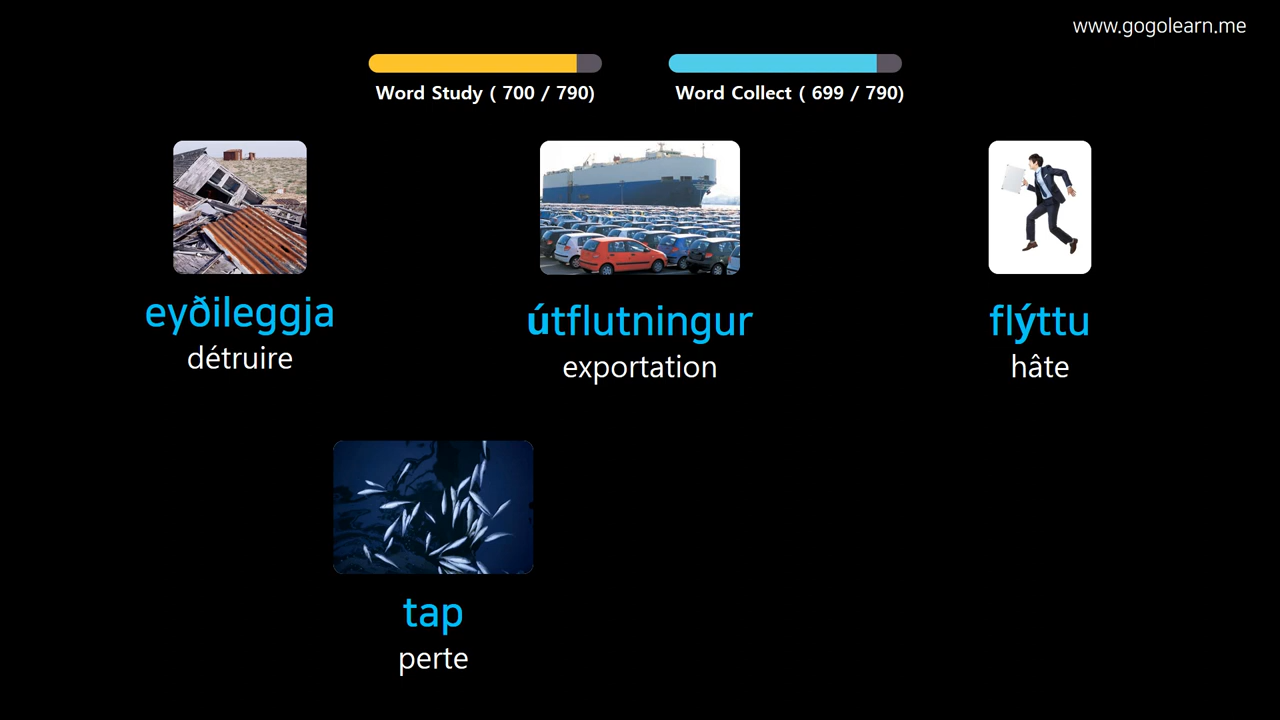 www.gogolearn.me
Word Study ( 700 / 790)
Word Collect ( 699 / 790)
eyðileggja
détruire
útflutningur
exportation
flýttu
hâte
tap
perte